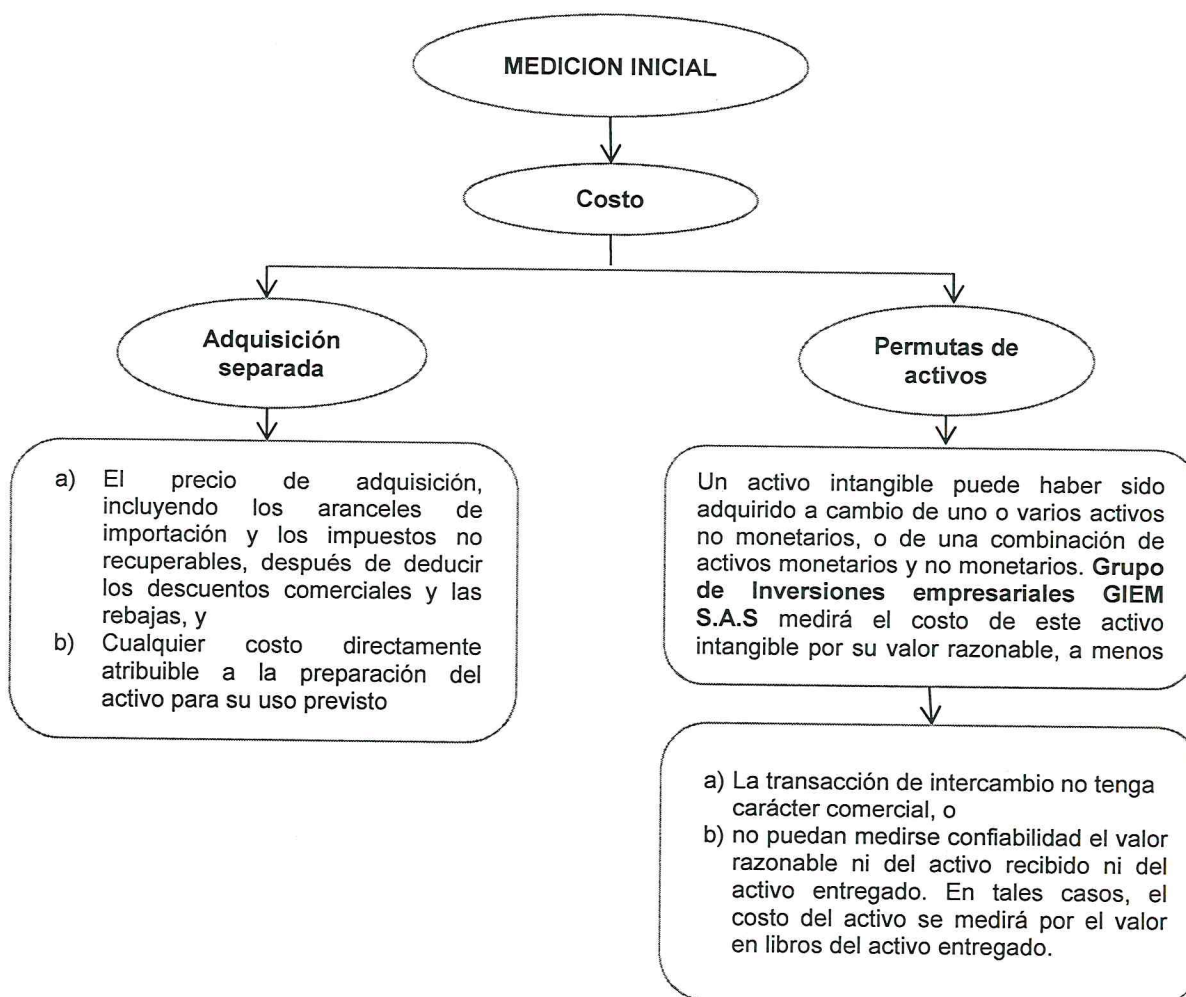 MEDICION INICIAL
Costo
Adquisición
separada
Permutas de
activos
a) El precio de adquisición,
incluyendo los aranceles de
importación y los impuestos no
recuperables, después de deducir
los descuentos comerciales y las
rebajas, y
b) Cualquier costo directamente
atribuible a la preparación del
activo para su uso previsto
Un activo intangible puede haber sido
adquirido a cambio de uno o varios activos
no monetarios, o de una combinación de
activos monetarios y no monetarios. Grupo
de Inversiones empresariales GIEM
S.A.S medirá el costo de este activo
intangible por su valor razonable, a menos
a) La transacción de intercambio no tenga
carácter comercial, o
b) no puedan medirse confiabilidad el valor
razonable ni del activo recibido ni del
activo entregado. En tales casos, el
costo del activo se medirá por el valor
en libros del activo entregado.